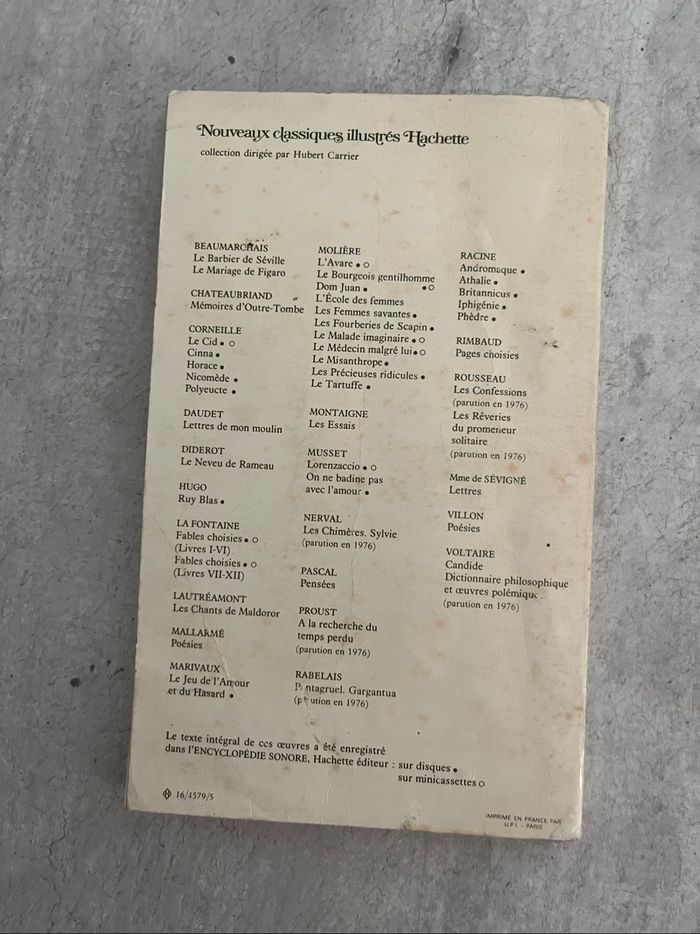 Nouveaux classiques illustrés Hachette
collection dirigée par Hubert Carrier
BEAUMARCHAIS
Le Barbier de Séville
Le Mariage de Figaro
CHATEAUBRIAND
Mémoires d'Outre-Tombe
CORNEILLE
Le Cid ● ○
Cinna ●
Horace ●
Nicomède ●
Polyeucte ●
DAUDET
Lettres de mon moulin
DIDEROT
Le Neveu de Rameau
HUGO
Ruy Blas ●
LA FONTAINE
Fables choisies ● ○
(Livres I-VI)
Fables choisies ● ○
(Livres VII-XII)
LAUTRÉAMONT
Les Chants de Maldoror
MALLARMÉ
Poésies
MARIVAUX
Le Jeu de l'Amour
et du Hasard ●
MOLIÈRE
L'Avare ● ○
Le Bourgeois gentilhomme
● ○
Dom Juan ●
L'École des femmes
Les Femmes savantes ●
Les Fourberies de Scapin ●
Le Malade imaginaire ● ○
Le Médecin malgré lui ● ○
Le Misanthrope ●
Les Précieuses ridicules ●
Le Tartuffe ●
MONTAIGNE
Les Essais
MUSSET
Lorenzaccio ● ○
On ne badine pas
avec l'amour ●
NERVAL
Les Chimères, Sylvie
(parution en 1976)
PASCAL
Pensées
PROUST
A la recherche du
temps perdu
(parution en 1976)
RABELAIS
Pantagruel, Gargantua
(parution en 1976)
RACINE
Andromaque ●
Athalie ●
Britannicus ●
Iphigénie ●
Phèdre ●
RIMBAUD
Pages choisies
ROUSSEAU
Les Confessions
(parution en 1976)
Les Rêveries
du promeneur
solitaire
(parution en 1976)
Mme de SÉVIGNÉ
Lettres
VILLON
Poésies
VOLTAIRE
Candide
Dictionnaire philosophique
et œuvres polémiques
(parution en 1976)
Le texte intégral de ces œuvres a été enregistré
dans l'ENCYCLOPÉDIE SONORE, Hachette éditeur : sur disques ●
sur minicassettes ○
16/4579/5
IMPRIMÉ EN FRANCE PAR
U.P.I. - PARIS